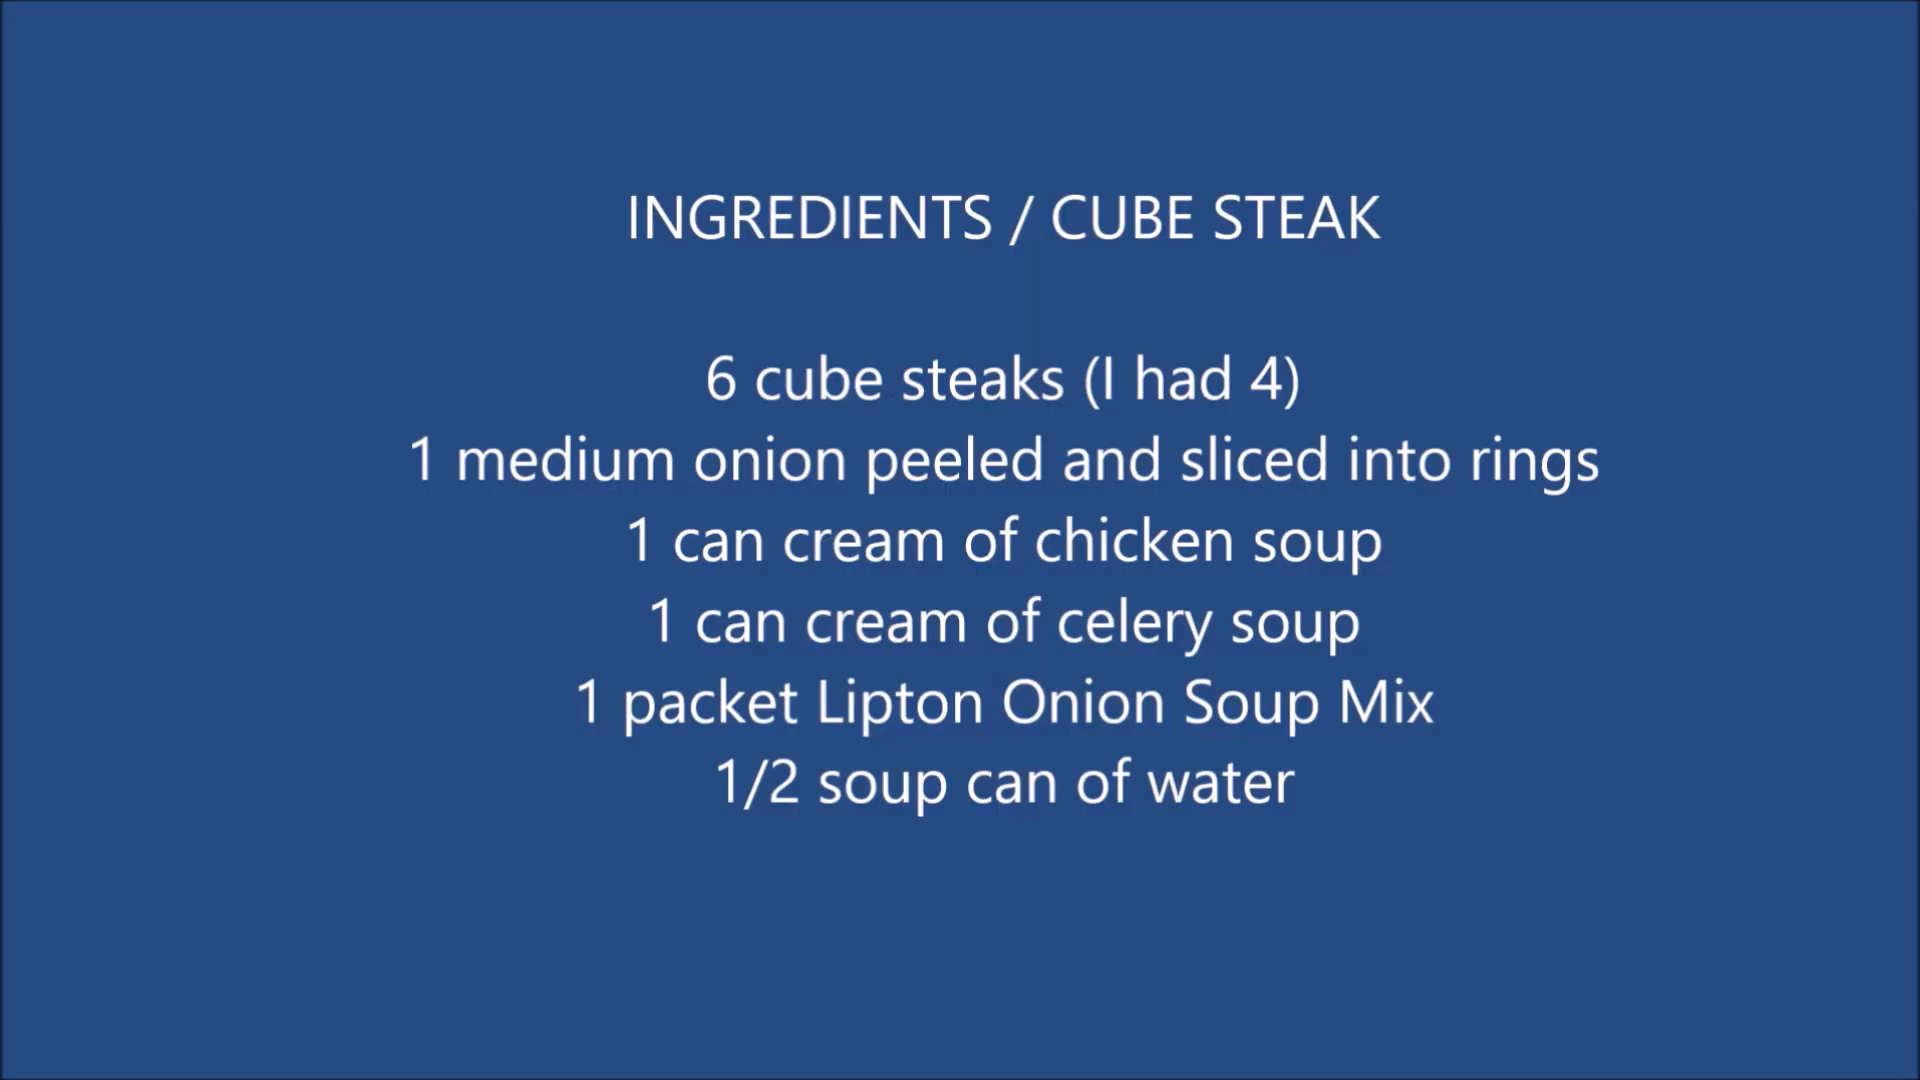 INGREDIENTS / CUBE STEAK
6 cube steaks (I had 4)
1 medium onion peeled and sliced into rings
1 can cream of chicken soup
1 can cream of celery soup
1 packet Lipton Onion Soup Mix
1/2 soup can of water